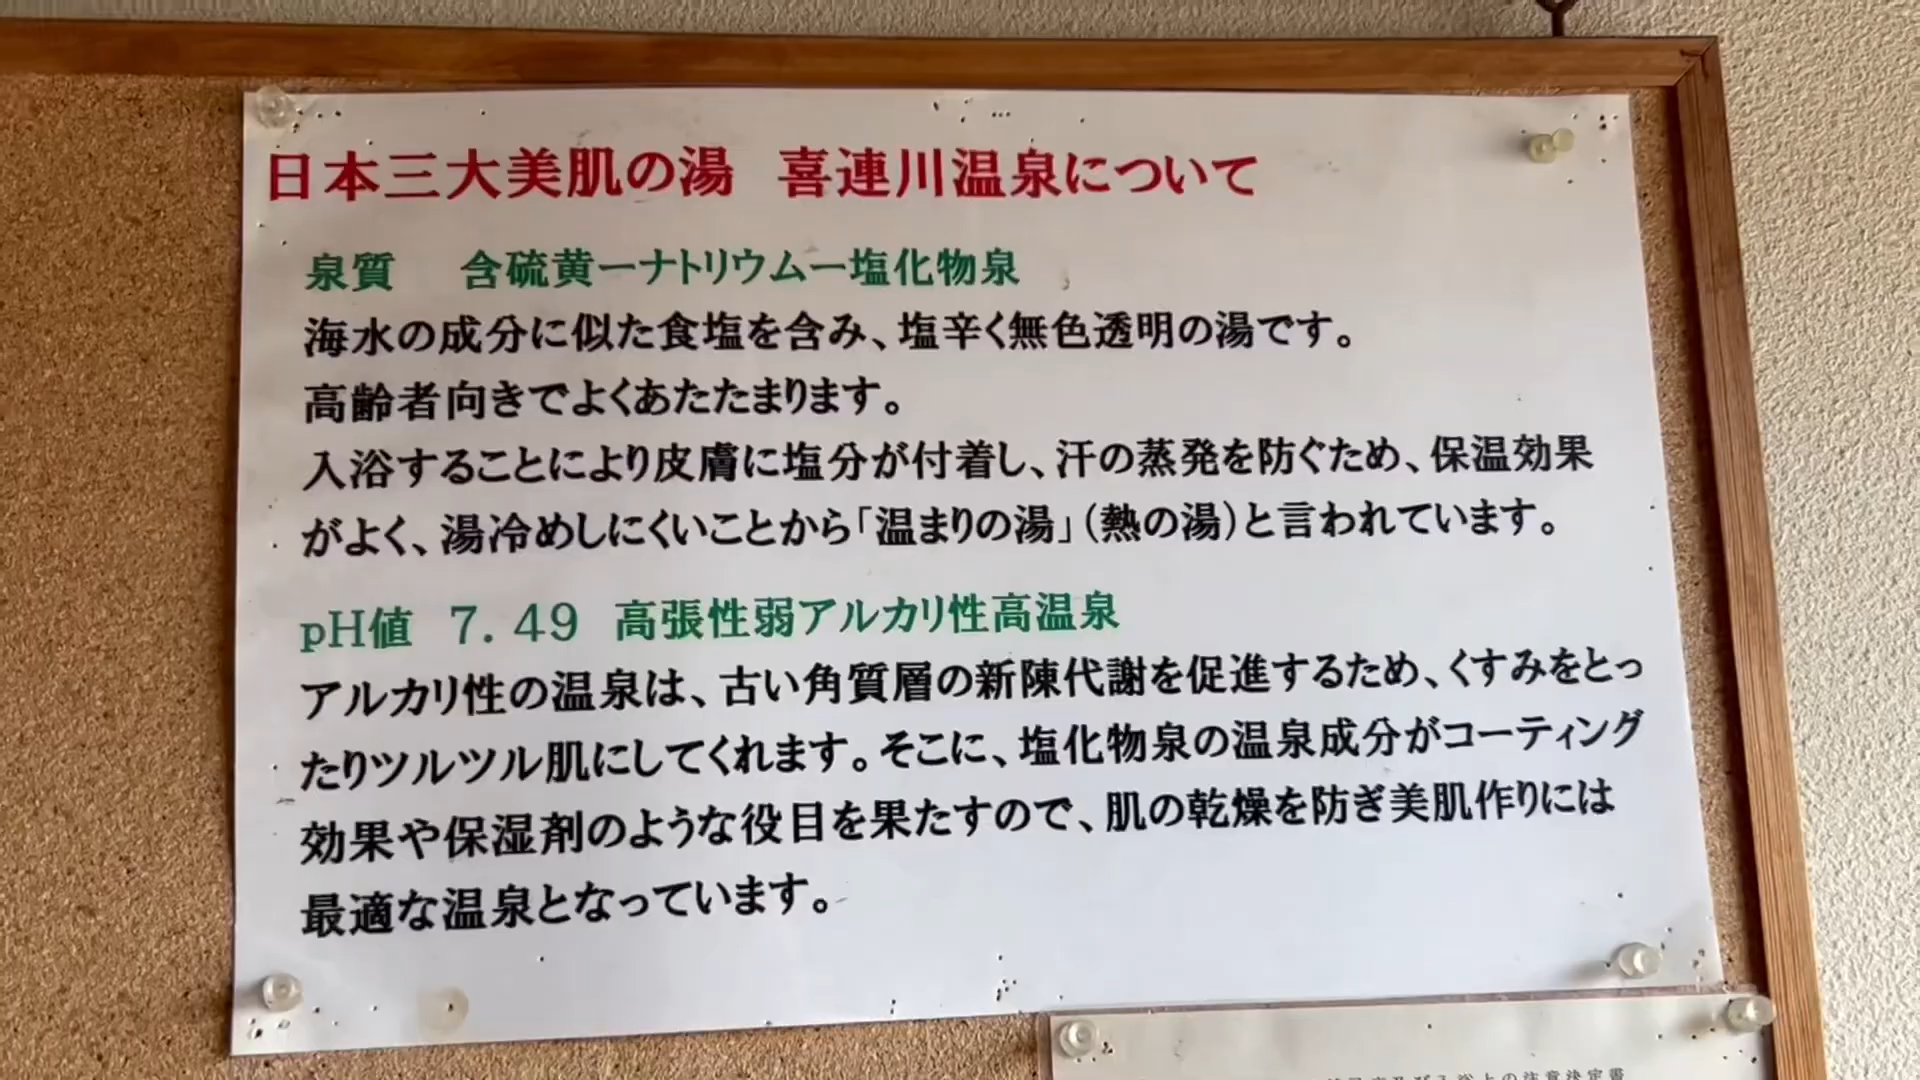 日本三大美肌の湯　喜連川温泉について
泉質　含硫黄ーナトリウムー塩化物泉
海水の成分に似た食塩を含み、塩辛く無色透明の湯です。
高齢者向きでよくあたたまります。
入浴することにより皮膚に塩分が付着し、汗の蒸発を防ぐため、保温効果
がよく、湯冷めしにくいことから「温まりの湯」（熱の湯）と言われています。
pH値　7.49　高張性弱アルカリ性高温泉
アルカリ性の温泉は、古い角質層の新陳代謝を促進するため、くすみをとっ
たりツルツル肌にしてくれます。そこに、塩化物泉の温泉成分がコーティング
効果や保湿剤のような役目を果たすので、肌の乾燥を防ぎ美肌作りには
最適な温泉となっています。